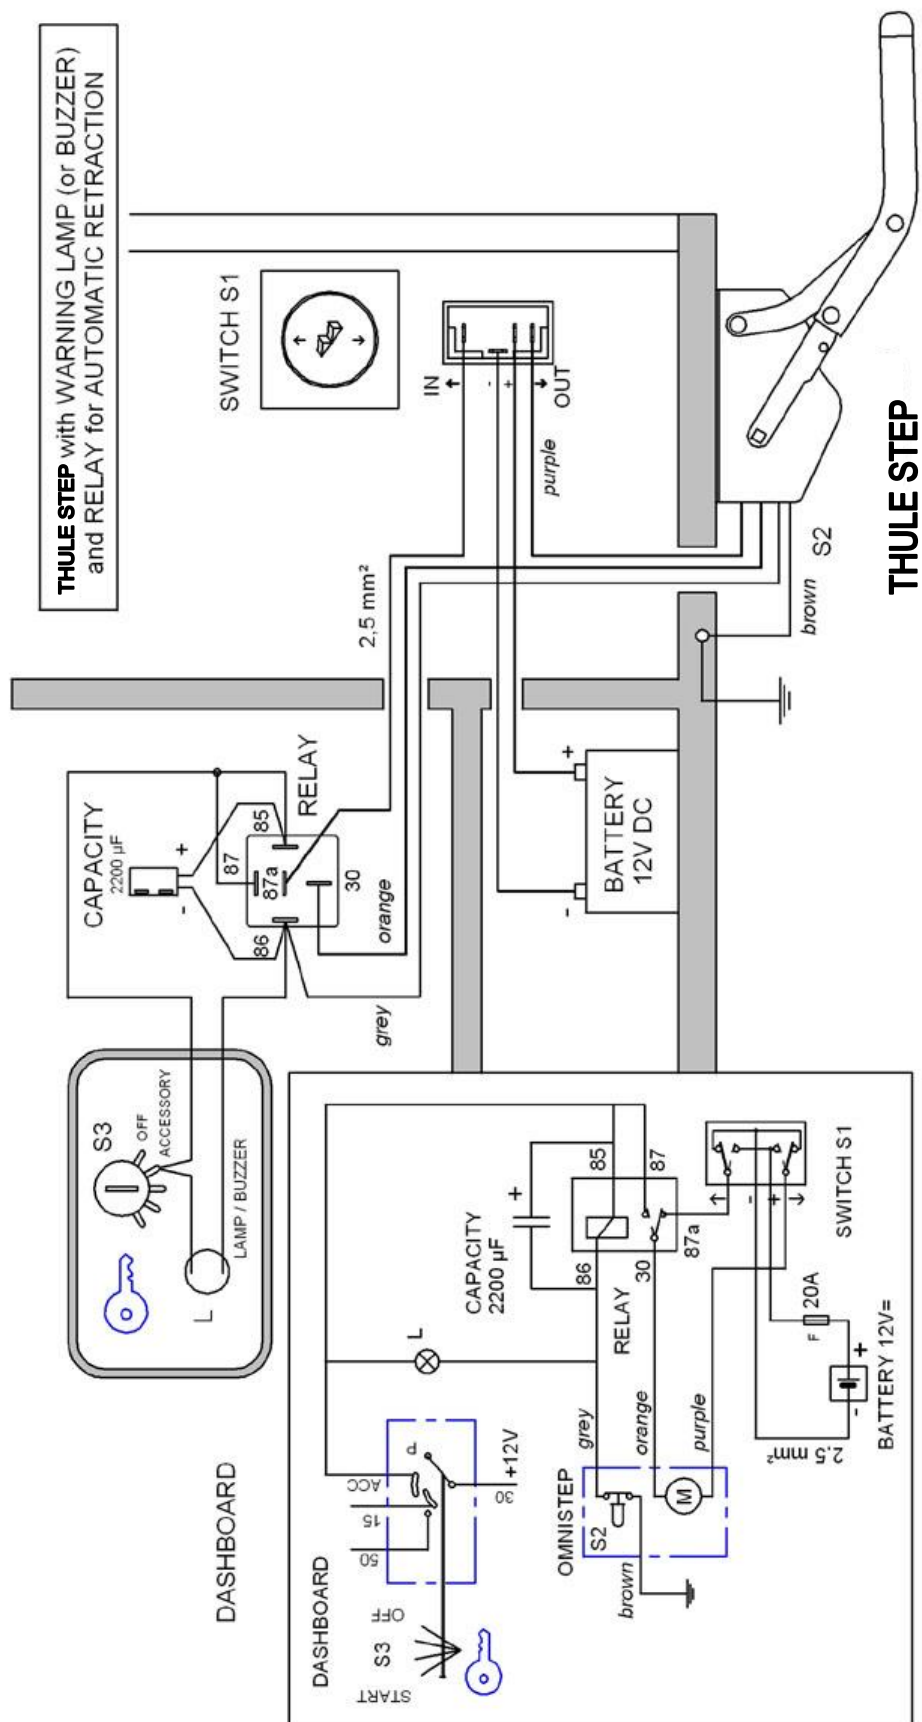 THULE STEP with WARNING LAMP (or BUZZER)
and RELAY for AUTOMATIC RETRACTION
SWITCH S1
IN
-
+
OUT
purple
2,5 mm²
S2
brown
THULE STEP
CAPACITY
2200 µF
+
-
RELAY
85
87
87a
86
30
orange
grey
BATTERY
12V DC
+
-
S3
OFF
ACCESSORY
LAMP / BUZZER
L
DASHBOARD
DASHBOARD
START
S3
OFF
50
15
ACC
P
30
+12V
L
CAPACITY
2200 µF
+
85
87
86
30
87a
RELAY
grey
orange
purple
OMNISTEP
S2
M
brown
SWITCH S1
-
+
F
20A
2,5 mm²
+
-
BATTERY 12V=